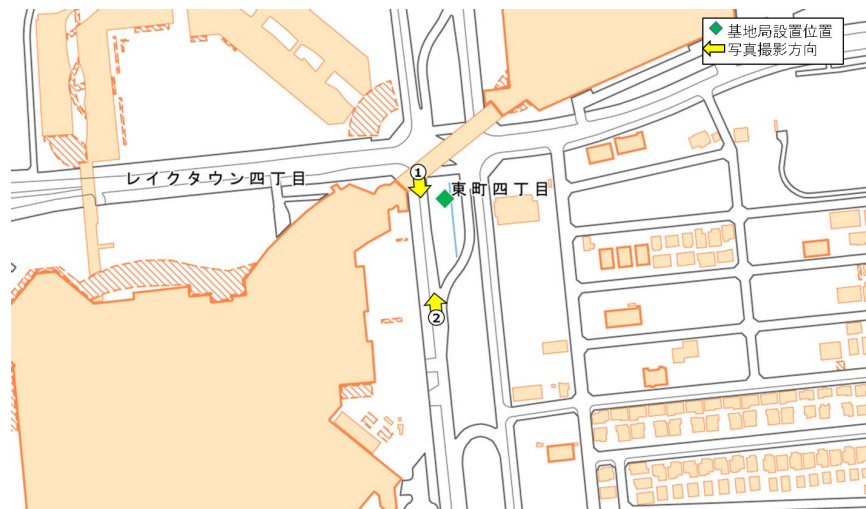 基地局設置位置
写真撮影方向
①
レイクタウン四丁目
東町四丁目
②